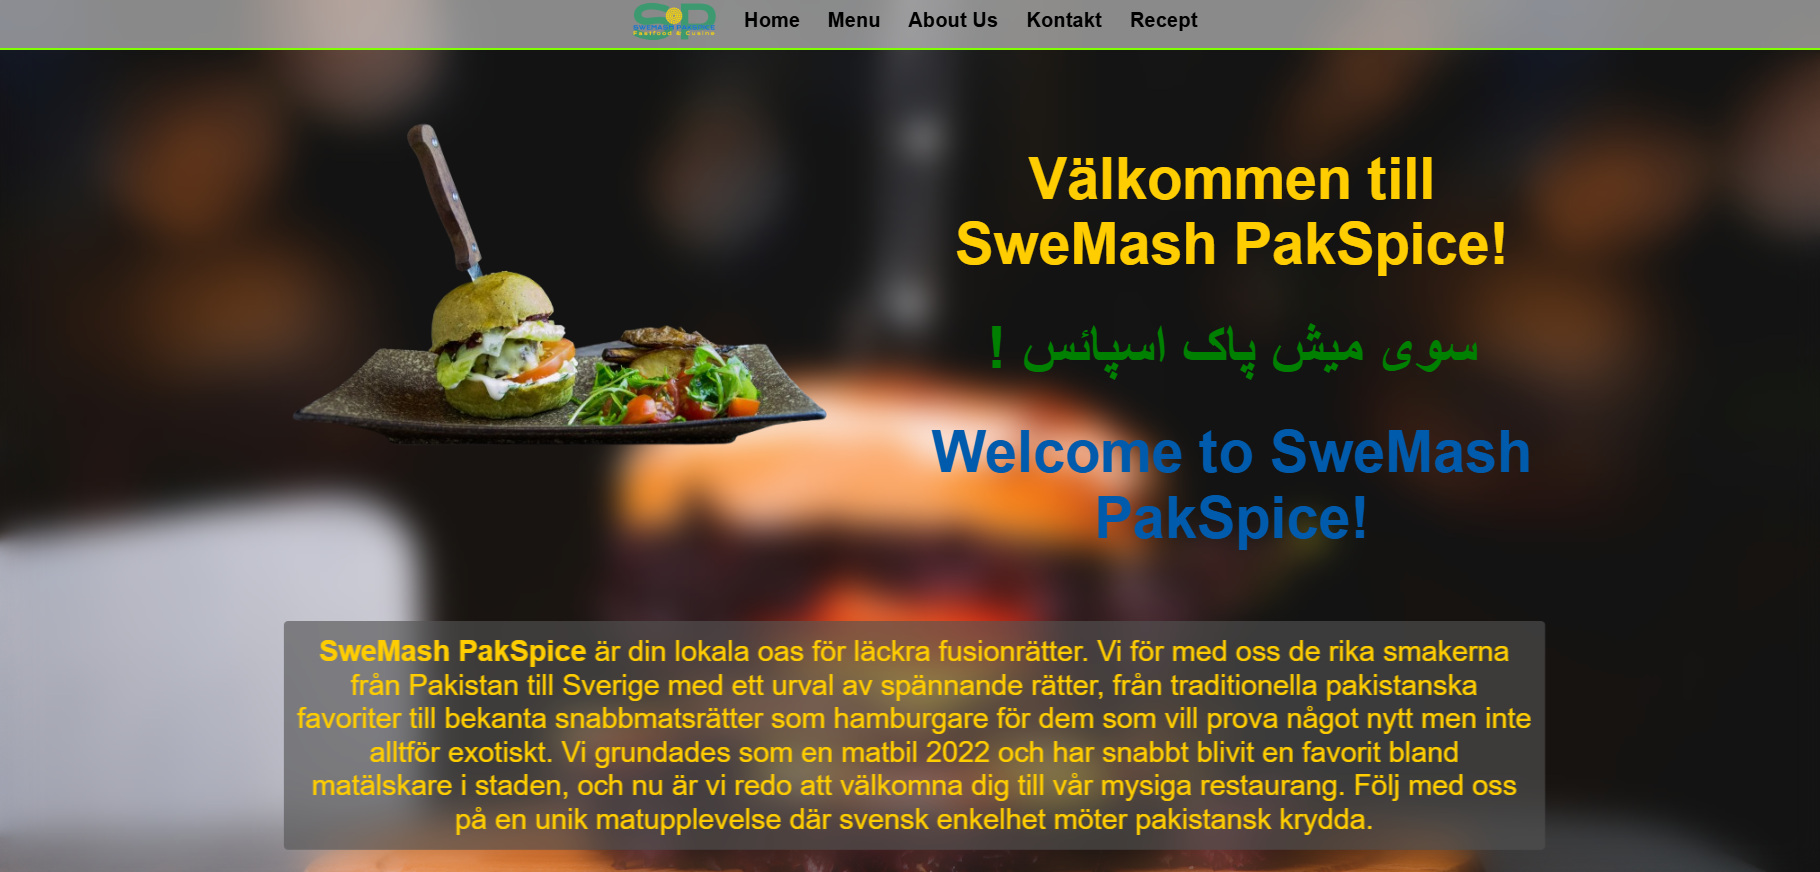 SWEMASH PAKSPICE
Fastfood & Cusine
Home Menu About Us Kontakt Recept
Välkommen till
SweMash PakSpice!
سوی میش پاک اسپائس !
Welcome to SweMash
PakSpice!
SweMash PakSpice är din lokala oas för läckra fusionrätter. Vi för med oss de rika smakerna
från Pakistan till Sverige med ett urval av spännande rätter, från traditionella pakistanska
favoriter till bekanta snabbmatsrätter som hamburgare för dem som vill prova något nytt men inte
alltför exotiskt. Vi grundades som en matbil 2022 och har snabbt blivit en favorit bland
matälskare i staden, och nu är vi redo att välkomna dig till vår mysiga restaurang. Följ med oss
på en unik matupplevelse där svensk enkelhet möter pakistansk krydda.